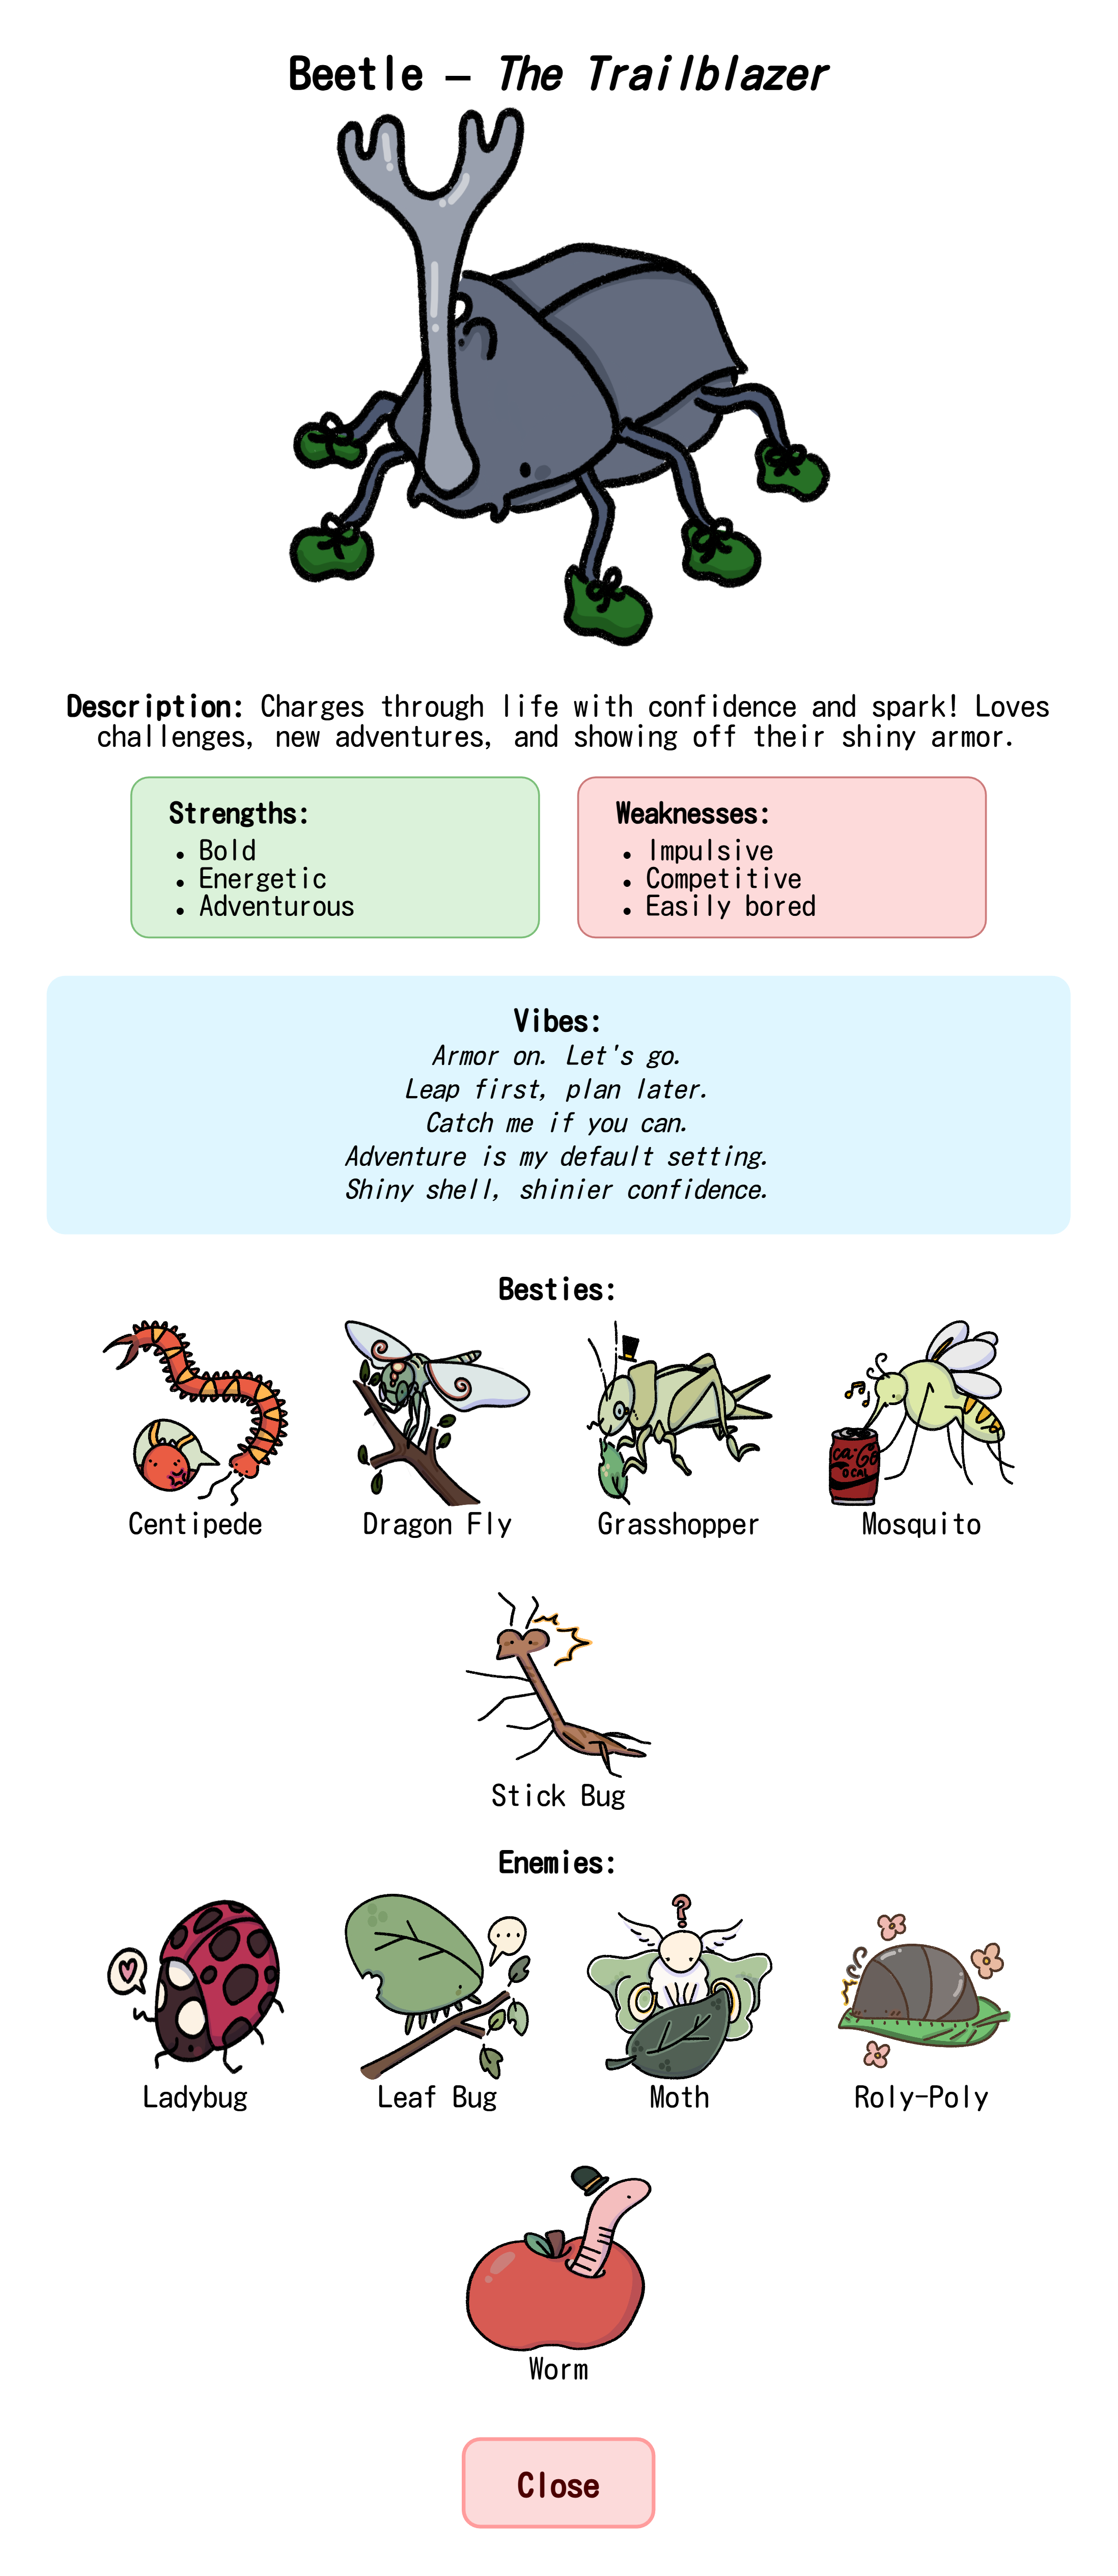 Beetle – The Trailblazer
Description: Charges through life with confidence and spark! Loves
challenges, new adventures, and showing off their shiny armor.
Strengths:
• Bold
• Energetic
• Adventurous
Weaknesses:
• Impulsive
• Competitive
• Easily bored
Vibes:
Armor on. Let's go.
Leap first, plan later.
Catch me if you can.
Adventure is my default setting.
Shiny shell, shinier confidence.
Besties:
ca-Go
OCAL
Centipede
Dragon Fly
Grasshopper
Mosquito
Stick Bug
Enemies:
?
Ladybug
Leaf Bug
Moth
Roly-Poly
Worm
Close